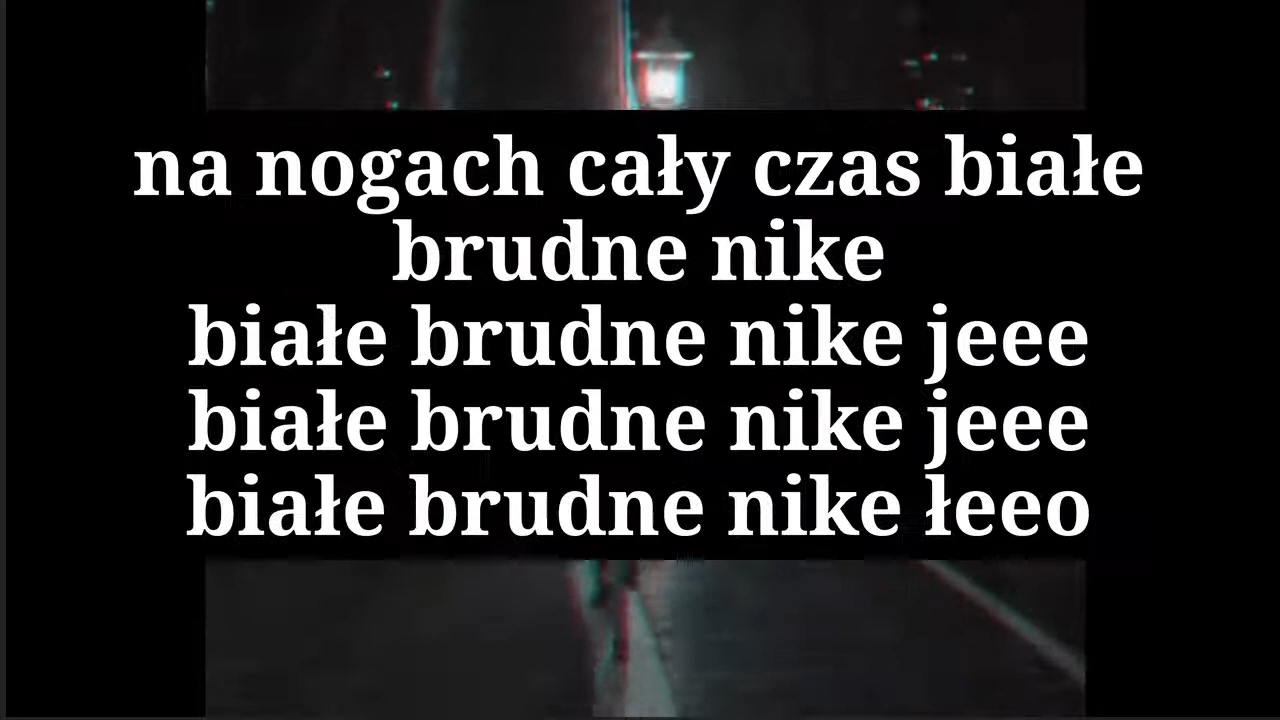 na nogach cały czas białe
brudne nike
białe brudne nike jeee
białe brudne nike jeee
białe brudne nike łeeo